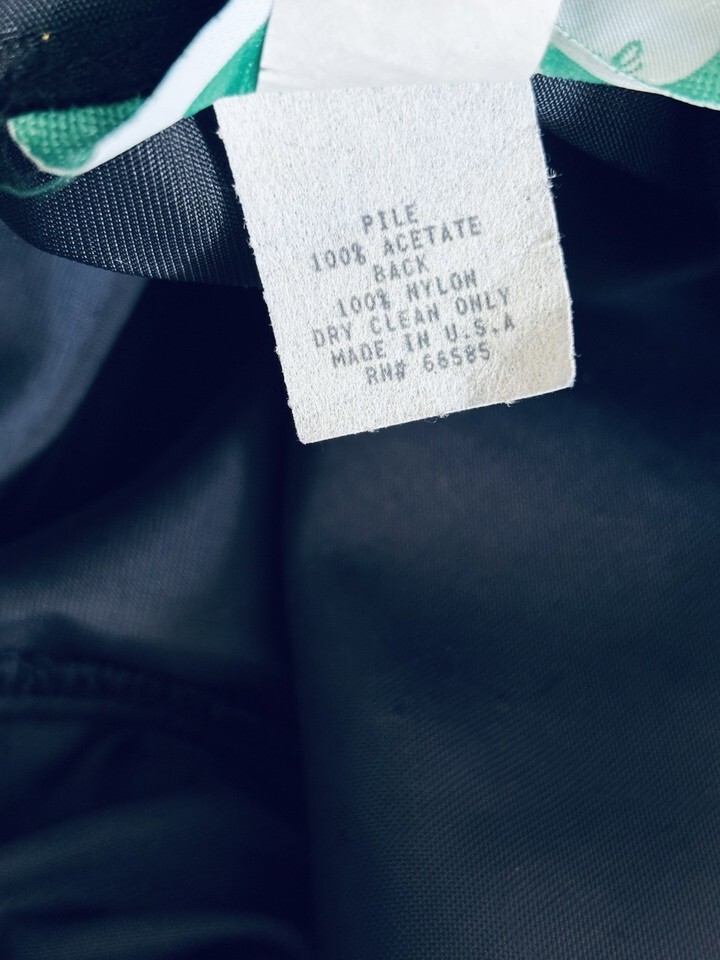 PILE
100% ACETATE
BACK
100% NYLON
DRY CLEAN ONLY
MADE IN U.S.A
RN# 66585